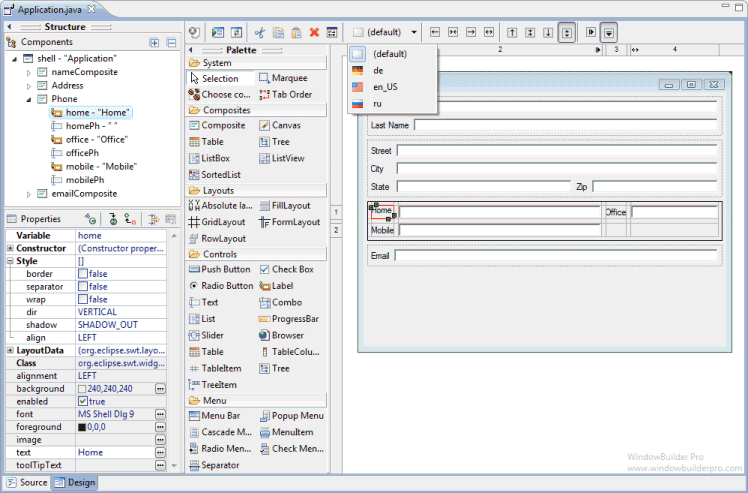 Application.java
Structure
Components
shell - "Application"
nameComposite
Address
Phone
home - "Home"
homePh - " "
office - "Office"
officePh
mobile - "Mobile"
mobilePh
emailComposite
Properties
Variable home
Constructor (Constructor proper...
Style []
border false
separator false
wrap false
dir VERTICAL
shadow SHADOW_OUT
align LEFT
LayoutData (org.eclipse.swt.layo...
Class org.eclipse.swt.widg...
alignment LEFT
background 240,240,240
enabled true
font MS Shell Dlg 9
foreground 0,0,0
image
text Home
toolTipText
Source Design
Palette
System
Selection Marquee
Choose co... Tab Order
Composites
Composite Canvas
Table Tree
ListBox ListView
SortedList
Layouts
Absolute la... FillLayout
GridLayout FormLayout
RowLayout
Controls
Push Button Check Box
Radio Button Label
Text Combo
List ProgressBar
Slider Browser
Table TableColu...
TableItem Tree
TreeItem
Menu
Menu Bar Popup Menu
Cascade M... MenuItem
Radio Men... Check Men...
Separator
(default)
(default)
de
en_US
ru
2 3 4
1
2
Last Name
Street
City
State Zip
Home Office
Mobile
Email
WindowBuilder Pro
www.windowbuilderpro.com